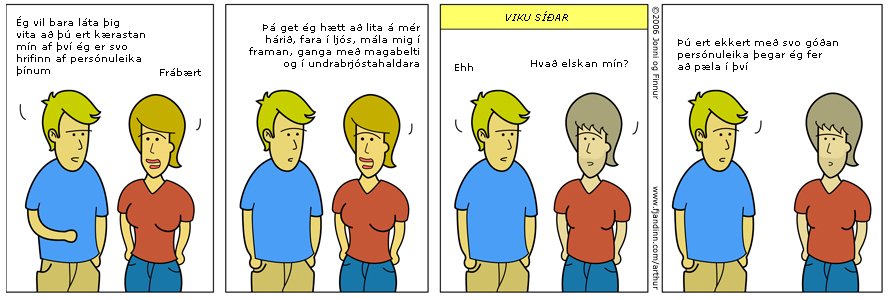 Ég vil bara láta þig
vita að þú ert kærastan
mín af því ég er svo
hrifinn af persónuleika
þínum
Frábært
Þá get ég hætt að lita á mér
hárið, fara í ljós, mála mig í
framan, ganga með magabelti
og í undrabrjóstahaldara
VIKU SÍÐAR
Ehh
Hvað elskan mín?
©2006 Jonni og Finnur
www.fjandinn.com/arthur
Þú ert ekkert með svo góðan
persónuleika þegar ég fer
að pæla í því